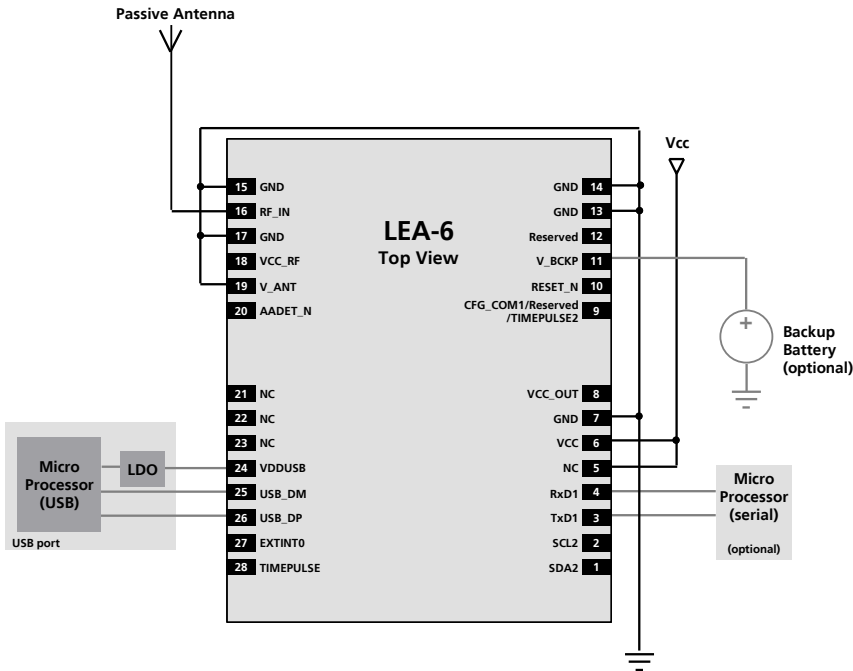 Passive Antenna
Vcc
LEA-6
Top View
15 GND
16 RF_IN
17 GND
18 VCC_RF
19 V_ANT
20 AADET_N
21 NC
22 NC
23 NC
24 VDDUSB
25 USB_DM
26 USB_DP
27 EXTINT0
28 TIMEPULSE
GND 14
GND 13
Reserved 12
V_BCKP 11
RESET_N 10
CFG_COM1/Reserved
/TIMEPULSE2 9
VCC_OUT 8
GND 7
VCC 6
NC 5
RxD1 4
TxD1 3
SCL2 2
SDA2 1
+
Backup
Battery
(optional)
Micro
Processor
(USB)
LDO
USB port
Micro
Processor
(serial)
(optional)